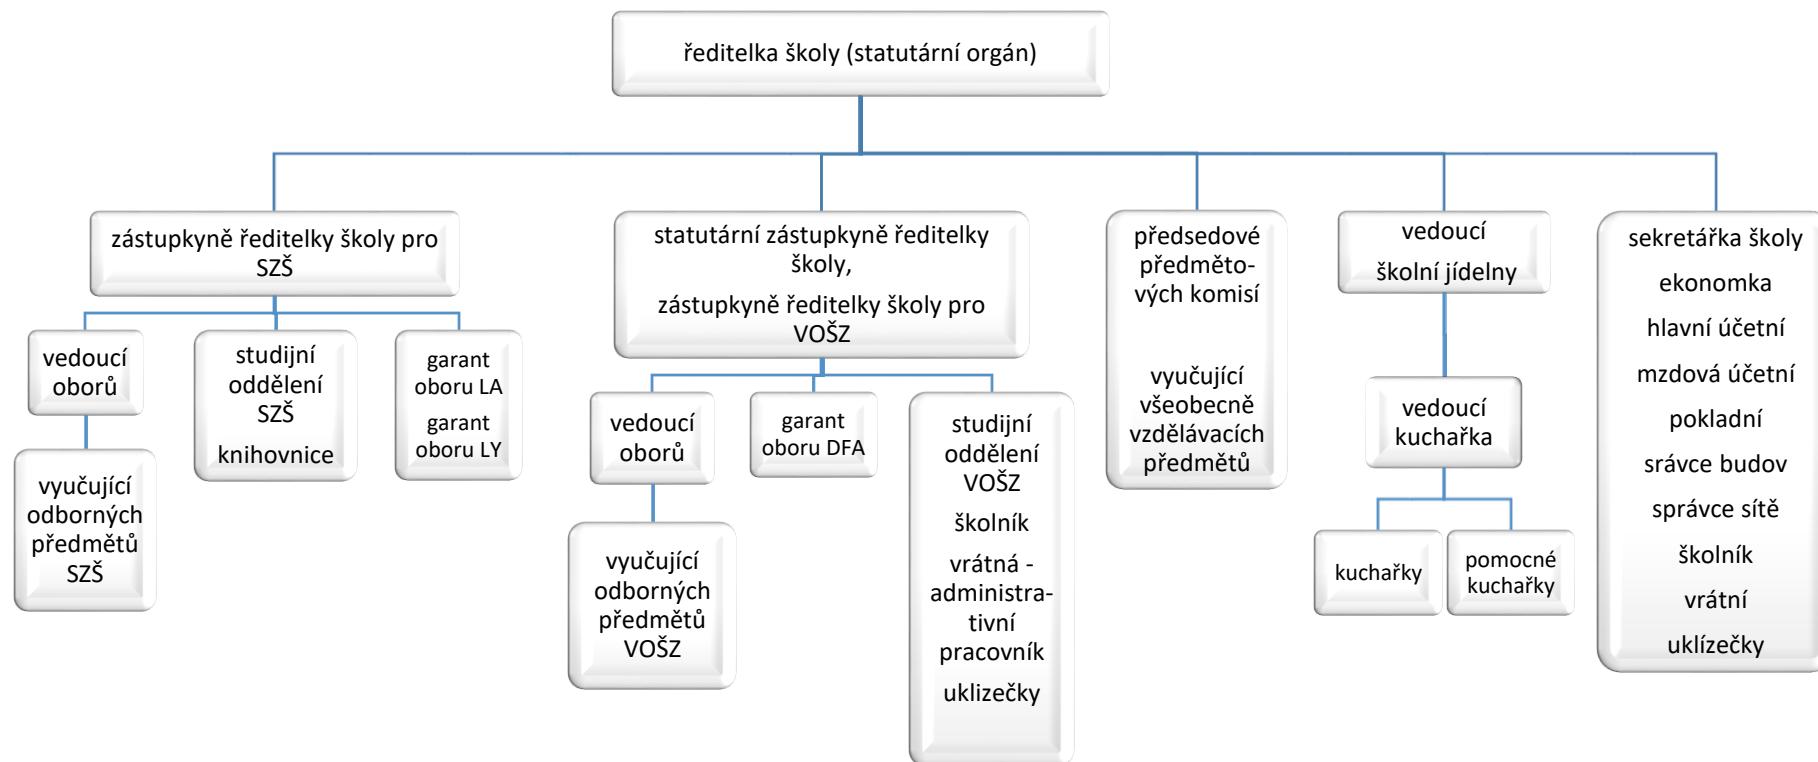 ředitelka školy (statutární orgán)
zástupkyně ředitelky školy pro
SZŠ
vedoucí
oborů
vyučující
odborných
předmětů
SZŠ
studijní
oddělení
SZŠ
knihovnice
garant
oboru LA
garant
oboru LY
statutární zástupkyně ředitelky
školy,
zástupkyně ředitelky školy pro
VOŠZ
vedoucí
oborů
vyučující
odborných
předmětů
VOŠZ
garant
oboru DFA
studijní
oddělení
VOŠZ
školník
vrátná -
administra-
tivní
pracovník
uklizečky
předsedové
předměto-
vých komisí
vyučující
všeobecně
vzdělávacích
předmětů
vedoucí
školní jídelny
vedoucí
kuchařka
kuchařky
pomocné
kuchařky
sekretářka školy
ekonomka
hlavní účetní
mzdová účetní
pokladní
srávce budov
správce sítě
školník
vrátní
uklízečky